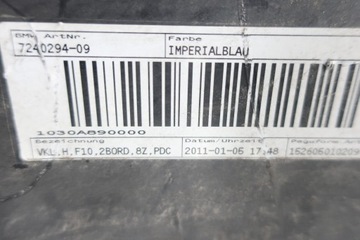 BMW ArtNr. Farbe
7240294-09 IMPERIALBLAU
1030A890000
Bezeichnung Datum/Uhrzeit
VKL.H.F10.2BORD.8Z.PDC 2011-01-05 17:48